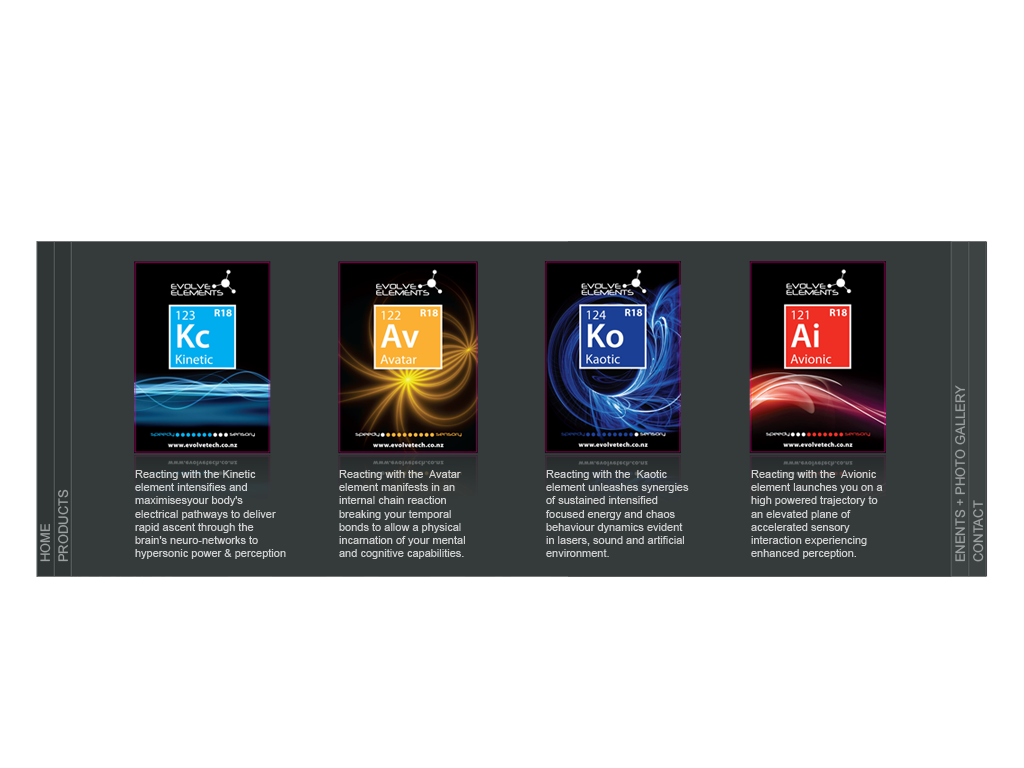 HOME
PRODUCTS
EVOLVE
ELEMENTS
123 R18
Kc
Kinetic
speedy sensory
www.evolvetech.co.nz
Reacting with the Kinetic
element intensifies and
maximisesyour body's
electrical pathways to deliver
rapid ascent through the
brain's neuro-networks to
hypersonic power & perception
EVOLVE
ELEMENTS
122 R18
Av
Avatar
speedy sensory
www.evolvetech.co.nz
Reacting with the Avatar
element manifests in an
internal chain reaction
breaking your temporal
bonds to allow a physical
incarnation of your mental
and cognitive capabilities.
EVOLVE
ELEMENTS
124 R18
Ko
Kaotic
speedy sensory
www.evolvetech.co.nz
Reacting with the Kaotic
element unleashes synergies
of sustained intensified
focused energy and chaos
behaviour dynamics evident
in lasers, sound and artificial
environment.
EVOLVE
ELEMENTS
121 R18
Ai
Avionic
speedy sensory
www.evolvetech.co.nz
Reacting with the Avionic
element launches you on a
high powered trajectory to
an elevated plane of
accelerated sensory
interaction experiencing
enhanced perception.
ENENTS + PHOTO GALLERY
CONTACT